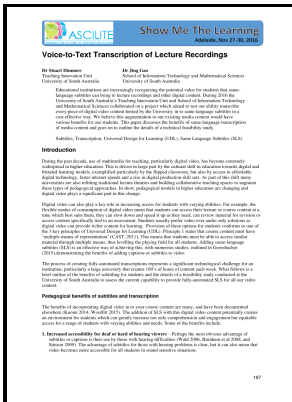 ASCILITE
Show Me The Learning
Adelaide, Nov 27-30, 2016
Voice-to-Text Transcription of Lecture Recordings
Dr Stuart Dinmore
Dr Jing Gao
Teaching Innovation Unit
School of Information Technology and Mathematical Sciences
University of South Australia
University of South Australia
Educational institutions are increasingly recognising the potential value for students that same-
language-subtitles can bring to lecture recordings and other digital content. During 2016 the
University of South Australia's Teaching Innovation Unit and School of Information Technology
and Mathematical Sciences collaborated on a project which aimed to test our ability transcribe
every piece of digital content hosted by the University in to same language subtitles in a
cost effective way. We believe this augmentation to our existing media content would have
various benefits for our students. This paper discusses the benefits of same-language transcription
of media content and goes on to outline the details of a technical feasibility study.
Subtitles, Transcription, Universal Design for Learning (UDL), Same Language Subtitles (SLS)
Introduction
During the past decade, use of multimedia for teaching, particularly digital video, has become extremely
widespread in higher education. This is driven in large part by the cultural shift in education towards digital and
blended learning models, exemplified particularly by the flipped classroom, but also by access to affordable
digital technology, faster internet speeds and a rise in digital production skill sets. As part of this shift many
universities are also rethinking traditional lecture theatres and building collaborative teaching spaces to augment
these types of pedagogical approaches. In short, pedagogical models in higher education are changing and
digital video plays a significant part in this change.
Digital video can also play a key role in increasing access for students with varying abilities. For example, the
flexible modes of consumption of digital video mean that students can access their lecture or course content at a
time which best suits them, they can slow down and speed it up as they need, can review material for revision or
access content specifically tied to an assessment. Students usually prefer video over audio only solutions as
digital video can provide richer content for learning. Provision of these options for students conforms to one of
the 3 key principles of Universal Design for Learning (UDL). Principle 1 states that course content must have
'multiple means of representation' (CAST, 2011). This means that students must be able to access similar
material through multiple means, thus levelling the playing field for all students. Adding same-language-
subtitles (SLS) is an effective way of achieving this, with numerous studies, outlined in Gernsbacher
(2015), demonstrating the benefits of adding captions or subtitles to video.
The process of creating fully-automated transcriptions represents a significant technological challenge for an
institution, particularly a large university that creates 100's of hours of content each week. What follows is a
brief outline of the benefits of subtitling for students and the details of a feasibility study conducted at the
University of South Australia to assess the current capability to provide fully-automated SLS for all our video
content.
Pedagogical benefits of subtitles and transcription
The benefits of incorporating digital video in to your course content are many, and have been documented
elsewhere (Koumi 2014, Woolfitt 2015). The addition of SLS with this digital video content potentially creates
an environment for students which can greatly increase not only comprehension and engagement but equitable
access for a range of students with varying abilities and needs. Some of the benefits include:
1. Increased accessibility for deaf or hard of hearing viewers – Perhaps the most obvious advantage of
subtitles or captions is their use by those with hearing difficulties (Wald 2006, Burnham et al 2008, and
Stinson 2009). The advantage of subtitles for those with hearing problems is clear, but it can also mean that
video becomes more accessible for all students in sound sensitive situations.
197